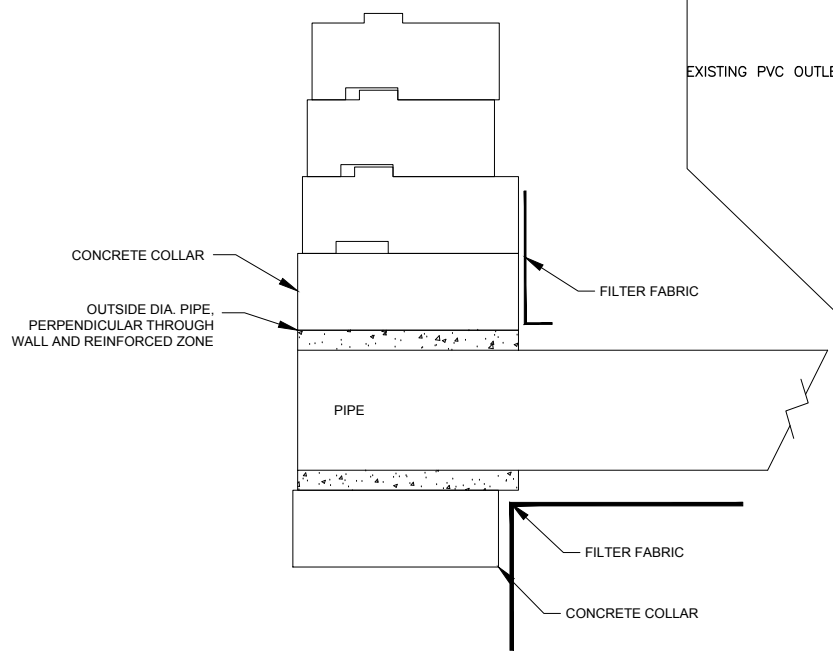 EXISTING PVC OUTLE
CONCRETE COLLAR
FILTER FABRIC
OUTSIDE DIA. PIPE,
PERPENDICULAR THROUGH
WALL AND REINFORCED ZONE
PIPE
FILTER FABRIC
CONCRETE COLLAR